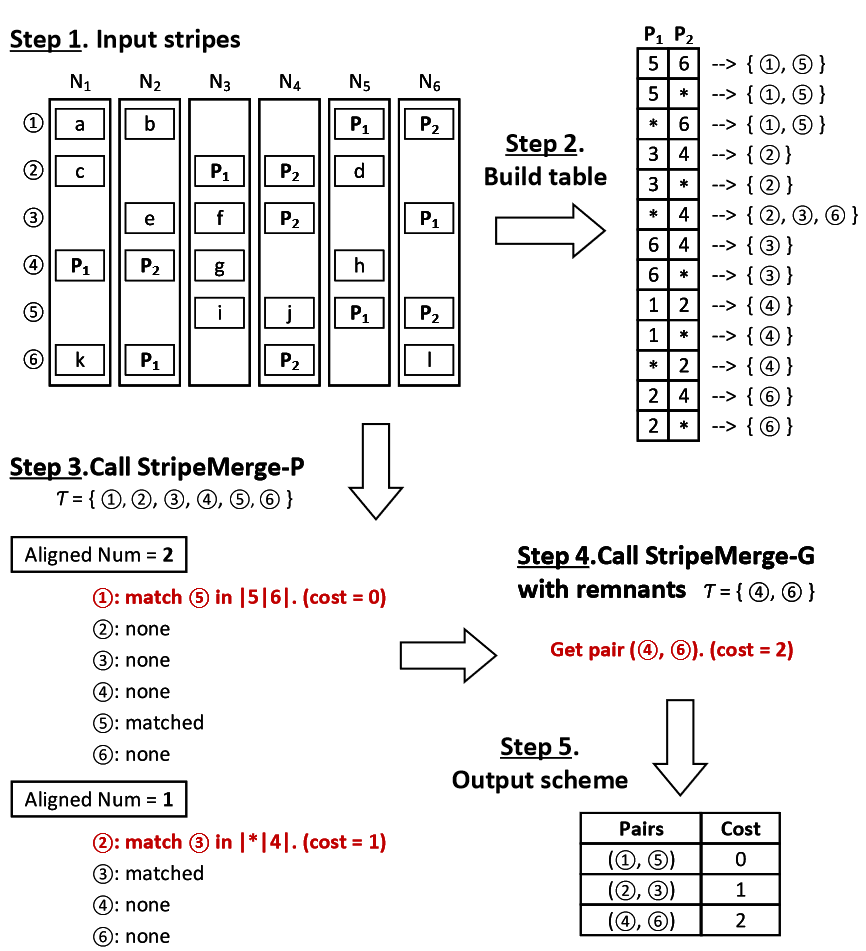 Step 1. Input stripes
N₁ N₂ N₃ N₄ N₅ N₆
① a b P₁ P₂
② c P₁ P₂ d
③ e f P₂ P₁
④ P₁ P₂ g h
⑤ i j P₁ P₂
⑥ k P₁ P₂ l
Step 2.
Build table
P₁ P₂
5 6 --> { ①, ⑤ }
5 * --> { ①, ⑤ }
* 6 --> { ①, ⑤ }
3 4 --> { ② }
3 * --> { ② }
* 4 --> { ②, ③, ⑥ }
6 4 --> { ③ }
6 * --> { ③ }
1 2 --> { ④ }
1 * --> { ④ }
* 2 --> { ④ }
2 4 --> { ⑥ }
2 * --> { ⑥ }
Step 3.Call StripeMerge-P
𝒯 = { ①, ②, ③, ④, ⑤, ⑥ }
Aligned Num = 2
①: match ⑤ in |5|6|. (cost = 0)
②: none
③: none
④: none
⑤: matched
⑥: none
Aligned Num = 1
②: match ③ in |*|4|. (cost = 1)
③: matched
④: none
⑥: none
Step 4.Call StripeMerge-G
with remnants 𝒯 = { ④, ⑥ }
Get pair (④, ⑥). (cost = 2)
Step 5.
Output scheme
Pairs Cost
(①, ⑤) 0
(②, ③) 1
(④, ⑥) 2